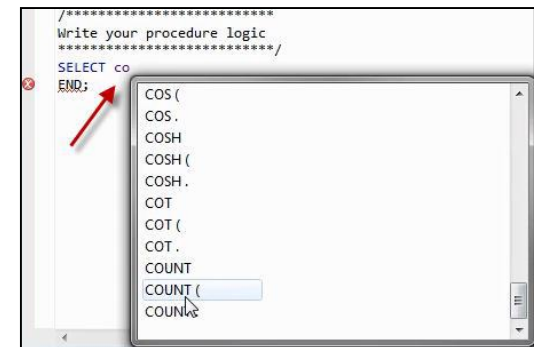 /***************************
Write your procedure logic
***************************/
SELECT co
END;
COS (
COS .
COSH
COSH (
COSH .
COT
COT (
COT .
COUNT
COUNT (